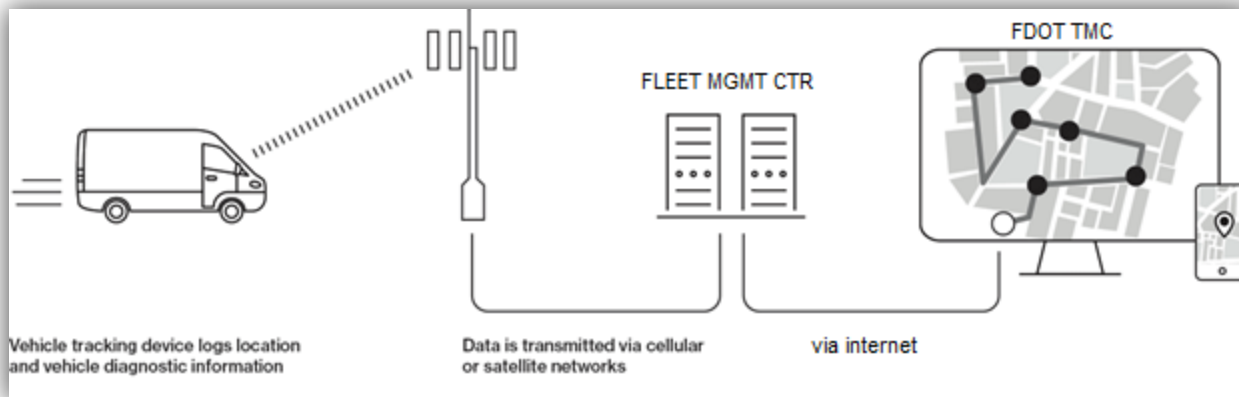 FDOT TMC
FLEET MGMT CTR
Vehicle tracking device logs location
and vehicle diagnostic information
Data is transmitted via cellular
or satellite networks
via internet